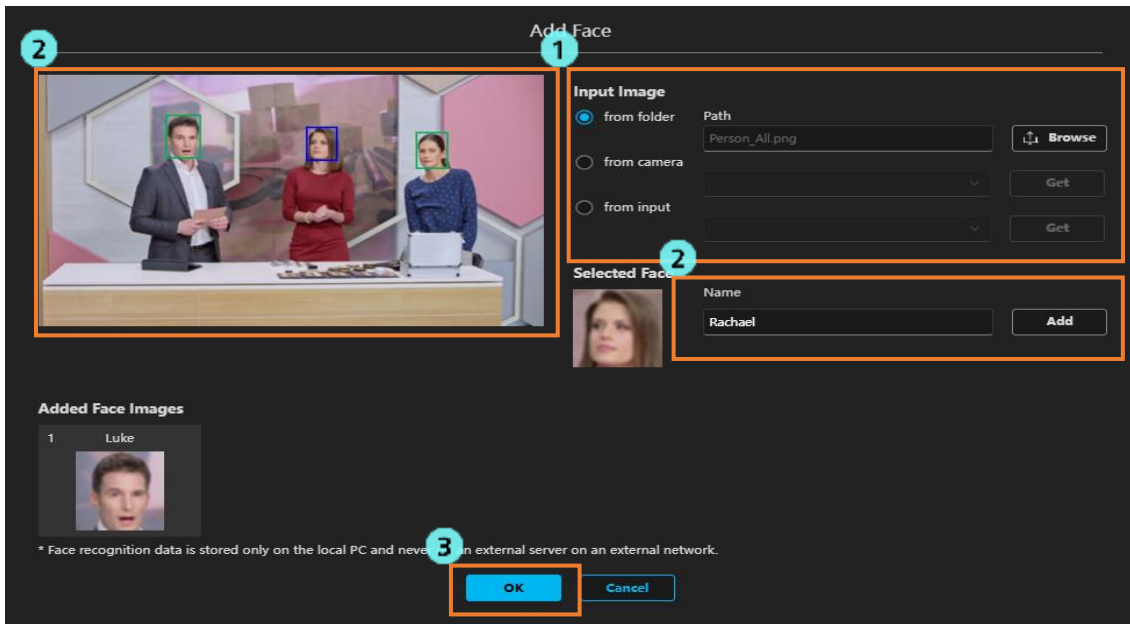 Add Face
2
1
Input Image
from folder
Path
Person_All.png
Browse
from camera
Get
from input
Get
2
Selected Face
Name
Rachael
Add
Added Face Images
1 Luke
* Face recognition data is stored only on the local PC and never
3
an external server on an external network.
OK
Cancel